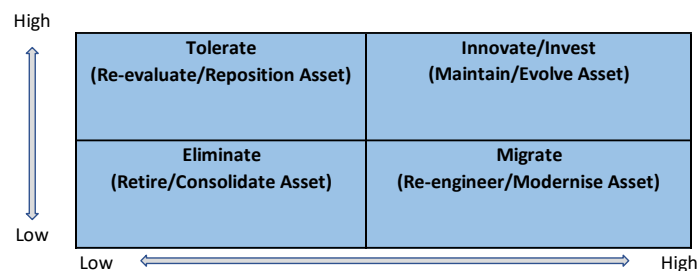 High
Tolerate
(Re-evaluate/Reposition Asset)
Innovate/Invest
(Maintain/Evolve Asset)
Eliminate
(Retire/Consolidate Asset)
Migrate
(Re-engineer/Modernise Asset)
Low
Low
High